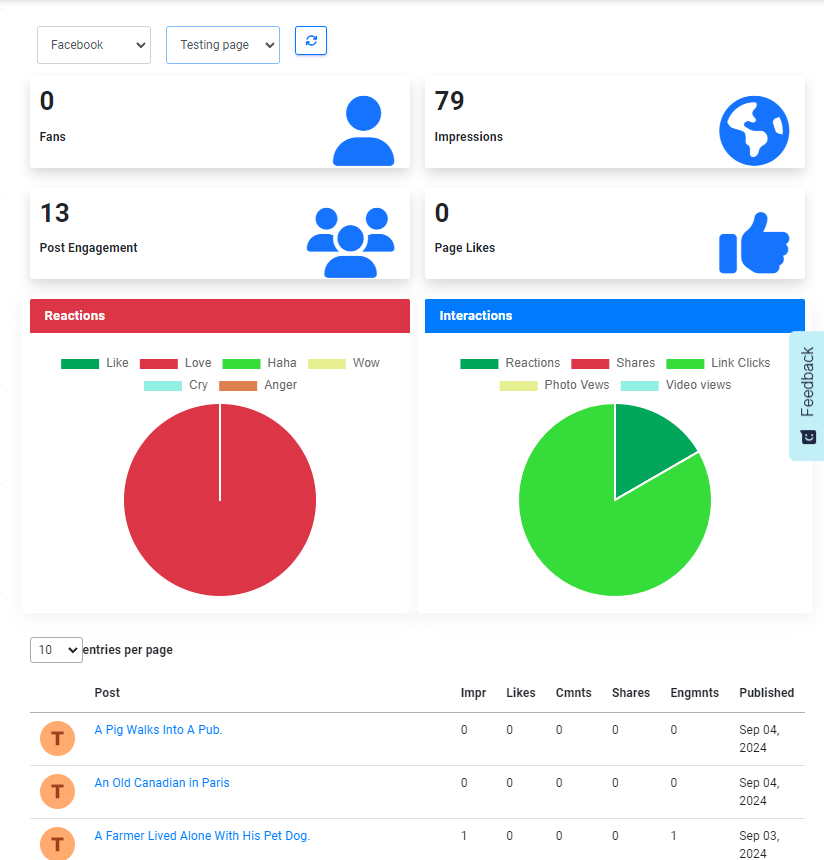 Facebook Testing page
0
Fans
79
Impressions
13
Post Engagement
0
Page Likes
Reactions
Like Love Haha Wow
Cry Anger
Interactions
Reactions Shares Link Clicks
Photo Vews Video views
Feedback
10 entries per page
Post Impr Likes Cmnts Shares Engmnts Published
T A Pig Walks Into A Pub. 0 0 0 0 0 Sep 04,
2024
T An Old Canadian in Paris 0 0 0 0 0 Sep 04,
2024
T A Farmer Lived Alone With His Pet Dog. 1 0 0 0 1 Sep 03,
2024